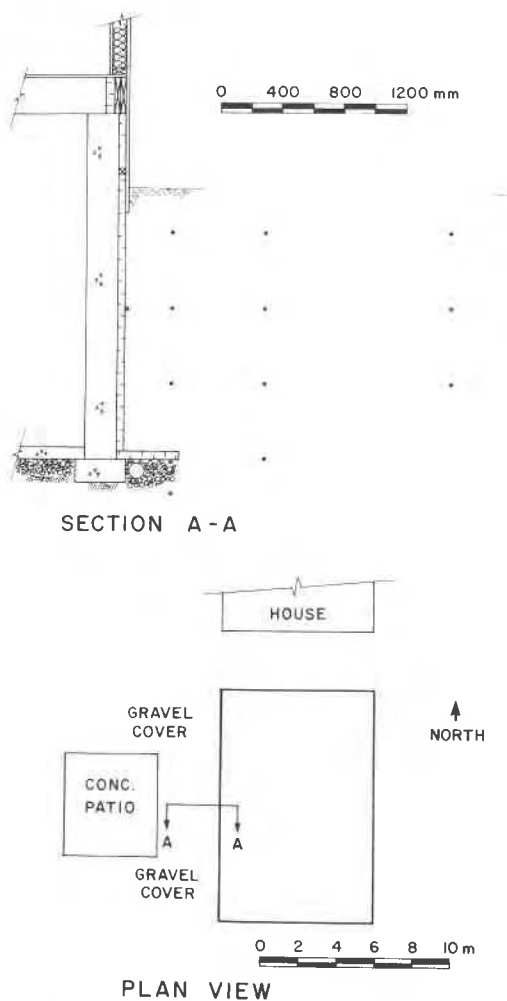 0 400 800 1200 mm
SECTION A-A
HOUSE
GRAVEL
COVER
NORTH
CONC.
PATIO
A A
GRAVEL
COVER
0 2 4 6 8 10 m
PLAN VIEW